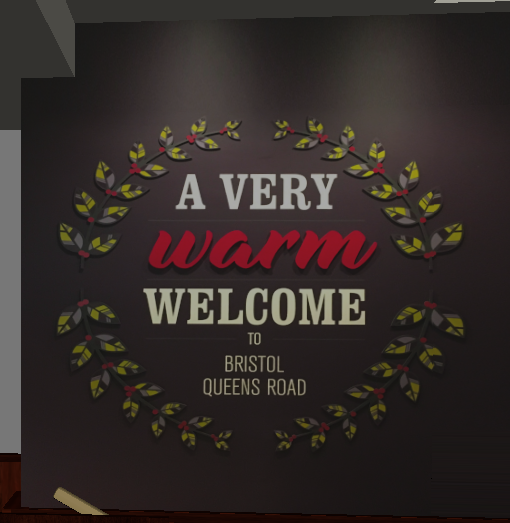 A VERY
warm
WELCOME
TO
BRISTOL
QUEENS ROAD